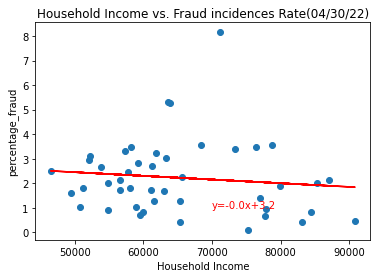 Household Income vs. Fraud incidences Rate(04/30/22)
8
7
6
5
4
3
2
1
0
percentage_fraud
y=-0.0x+3.2
50000 60000 70000 80000 90000
Household Income